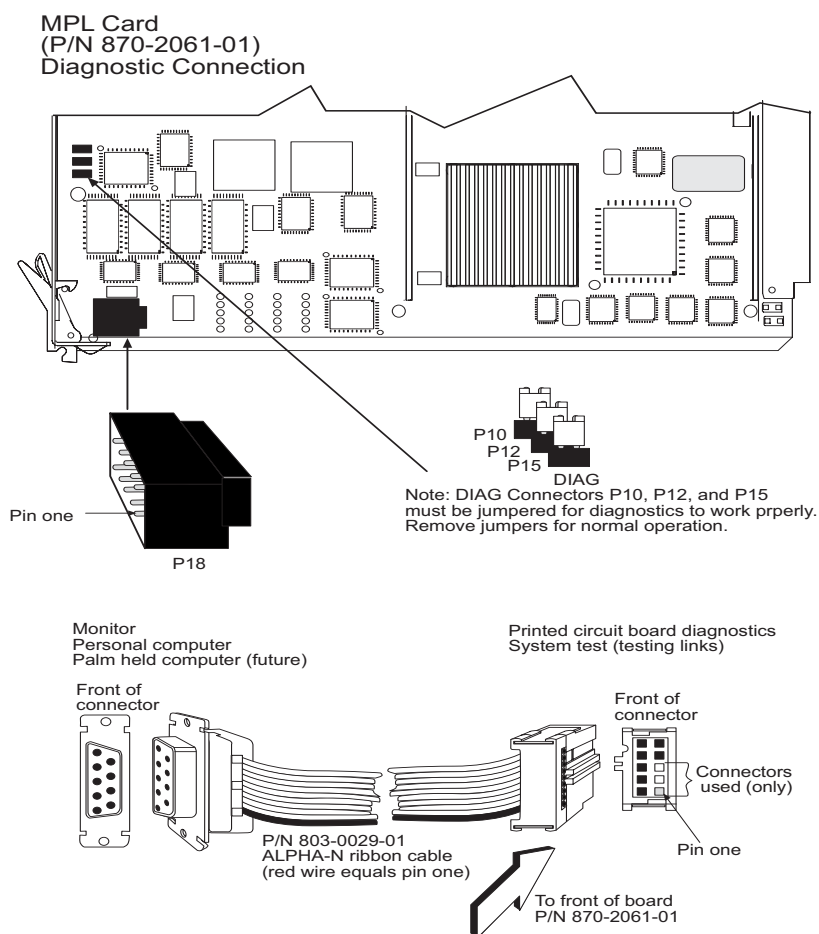 MPL Card
(P/N 870-2061-01)
Diagnostic Connection
P10
P12
P15
DIAG
Note: DIAG Connectors P10, P12, and P15
must be jumpered for diagnostics to work prperly.
Remove jumpers for normal operation.
Pin one
P18
Monitor
Personal computer
Palm held computer (future)
Printed circuit board diagnostics
System test (testing links)
Front of
connector
Front of
connector
Connectors
used (only)
P/N 803-0029-01
ALPHA-N ribbon cable
(red wire equals pin one)
Pin one
To front of board
P/N 870-2061-01